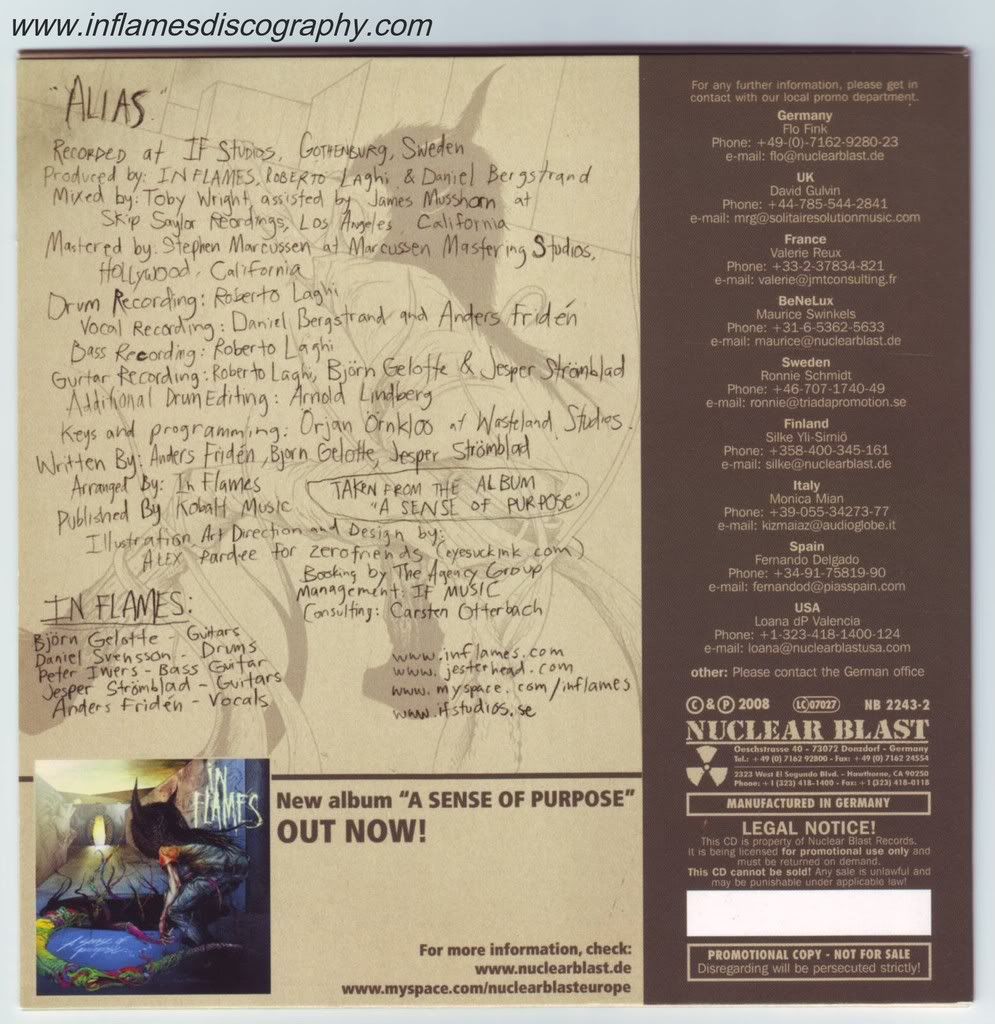 www.inflamesdiscography.com
"ALIAS"
Recorded at IF Studios, Gothenburg, Sweden
Produced by: IN FLAMES, Roberto Laghi & Daniel Bergstrand
Mixed by: Toby Wright, assisted by James Musshorn at
Skip Saylor Recordings, Los Angeles, California
Mastered by: Stephen Marcussen at Marcussen Mastering Studios,
Hollywood, California
Drum Recording: Roberto Laghi
Vocal Recording: Daniel Bergstrand and Anders Fridén
Bass Recording: Roberto Laghi
Guitar Recording: Roberto Laghi, Björn Gelotte & Jesper Strömblad
Additional Drum Editing: Arnold Lindberg
Keys and programming: Örjan Örnkloo at Wasteland Studios.
Written By: Anders Fridén, Björn Gelotte, Jesper Strömblad
Arranged By: In Flames
Published By Kobalt Music
TAKEN FROM THE ALBUM
"A SENSE OF PURPOSE"
Illustration, Art Direction and Design by:
ALEX Pardee for zerofriends (eyesuckink.com)
Booking by The Agency Group
Management: IF MUSIC
Consulting: Carsten Otterbach
IN FLAMES:
Björn Gelotte - Guitars
Daniel Svensson - Drums
Peter Iwers - Bass Guitar
Jesper Strömblad - Guitars
Anders Fridén - Vocals
www.inflames.com
www.jesterhead.com
www.myspace.com/inflames
www.ifstudios.se
IN
FLAMES
A sense of
purpose
New album "A SENSE OF PURPOSE"
OUT NOW!
For more information, check:
www.nuclearblast.de
www.myspace.com/nuclearblasteurope
For any further information, please get in
contact with our local promo department.
Germany
Flo Fink
Phone: +49-(0)-7162-9280-23
e-mail: flo@nuclearblast.de
UK
David Gulvin
Phone: +44-785-544-2841
e-mail: mrg@solitairesolutionmusic.com
France
Valerie Reux
Phone: +33-2-37834-821
e-mail: valerie@jmtconsulting.fr
BeNeLux
Maurice Swinkels
Phone: +31-6-5362-5633
e-mail: maurice@nuclearblast.de
Sweden
Ronnie Schmidt
Phone: +46-707-1740-49
e-mail: ronnie@triadapromotion.se
Finland
Silke Yli-Sirniö
Phone: +358-400-345-161
e-mail: silke@nuclearblast.de
Italy
Monica Mian
Phone: +39-055-34273-77
e-mail: kizmaiaz@audioglobe.it
Spain
Fernando Delgado
Phone: +34-91-75819-90
e-mail: fernandod@piasspain.com
USA
Loana dP Valencia
Phone: +1-323-418-1400-124
e-mail: loana@nuclearblastusa.com
other: Please contact the German office
© & ℗ 2008 LC 07027 NB 2243-2
NUCLEAR BLAST
Oeschstrasse 40 - 73072 Donzdorf - Germany
Tel.: +49 (0) 7162 92800 - Fax: +49 (0) 7162 24554
2323 West El Segundo Blvd. - Hawthorne, CA 90250
Phone: +1 (323) 418-1400 - Fax: +1 (323) 418-0118
MANUFACTURED IN GERMANY
LEGAL NOTICE!
This CD is property of Nuclear Blast Records.
It is being licensed for promotional use only and
must be returned on demand.
This CD cannot be sold! Any sale is unlawful and
may be punishable under applicable law!
PROMOTIONAL COPY - NOT FOR SALE
Disregarding will be persecuted strictly!